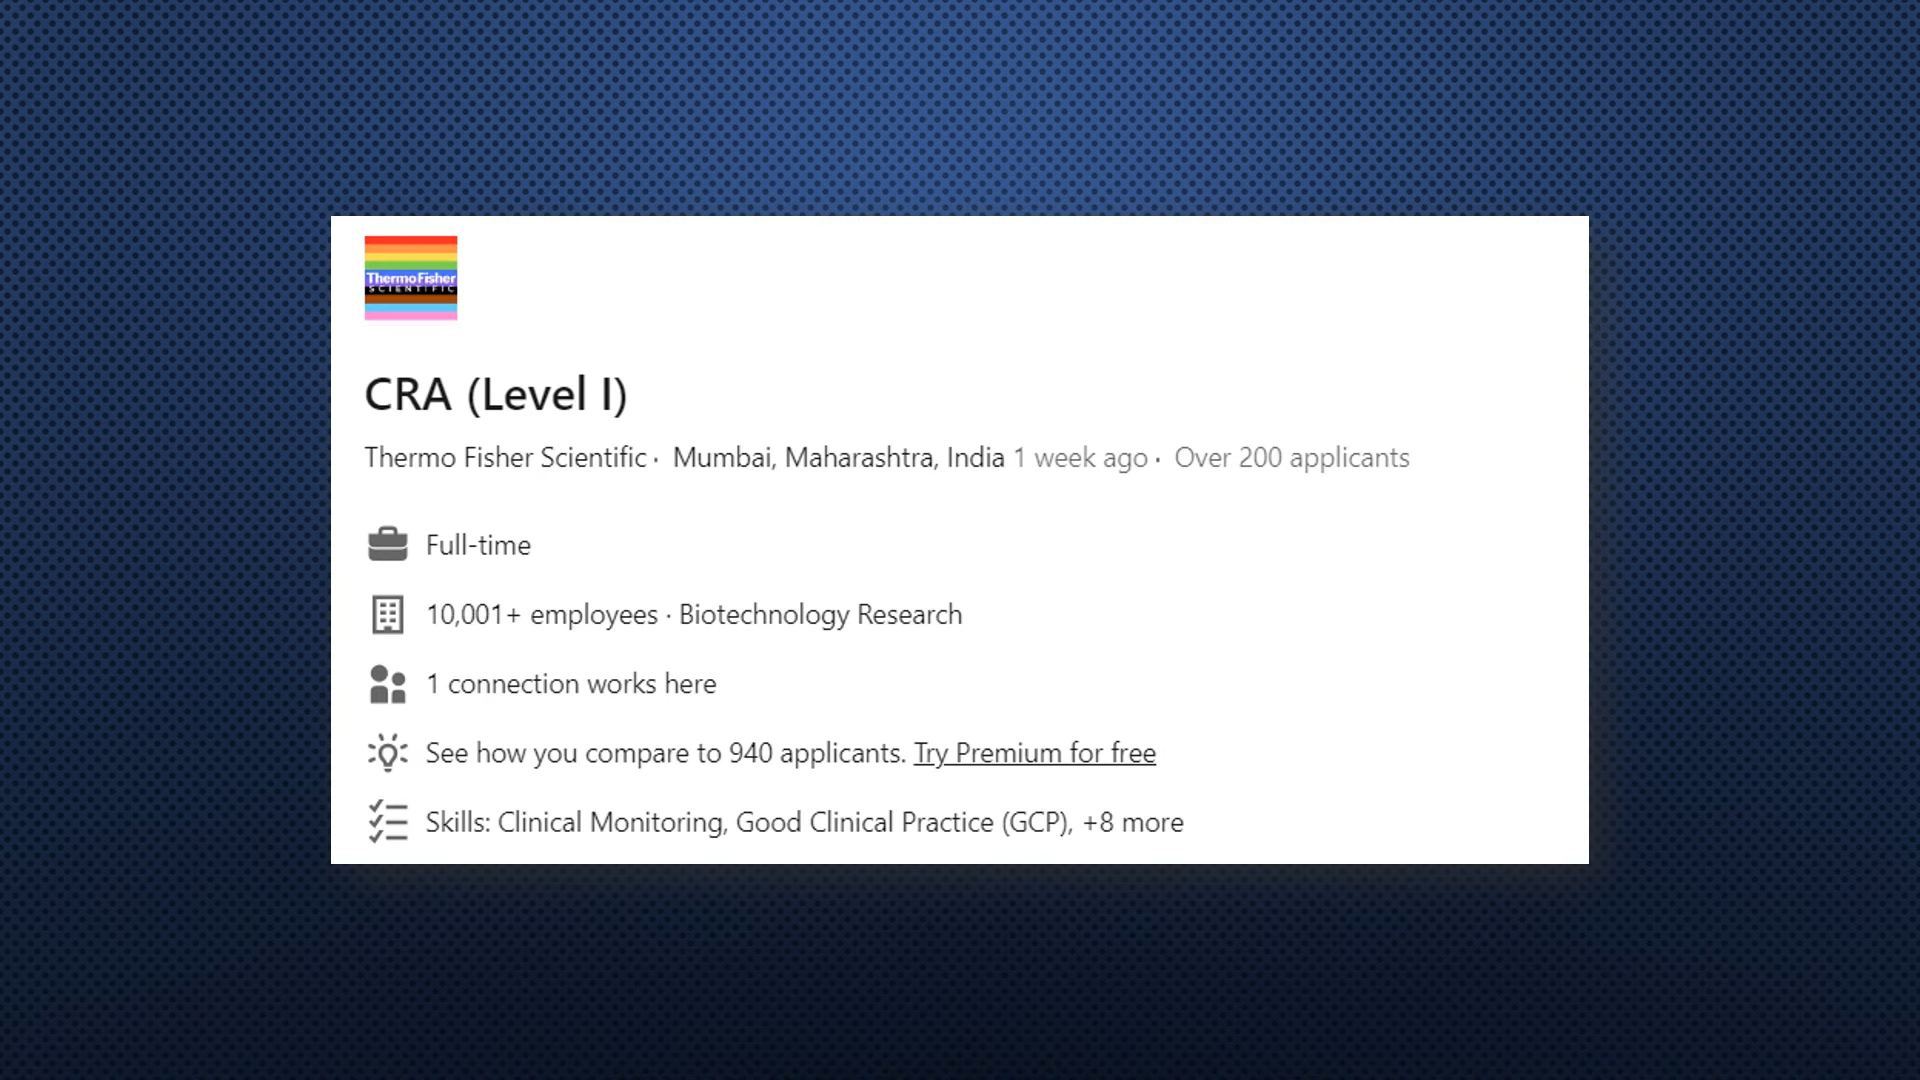 ThermoFisher
SCIENTIFIC
CRA (Level I)
Thermo Fisher Scientific · Mumbai, Maharashtra, India 1 week ago · Over 200 applicants
Full-time
10,001+ employees · Biotechnology Research
1 connection works here
See how you compare to 940 applicants. Try Premium for free
Skills: Clinical Monitoring, Good Clinical Practice (GCP), +8 more